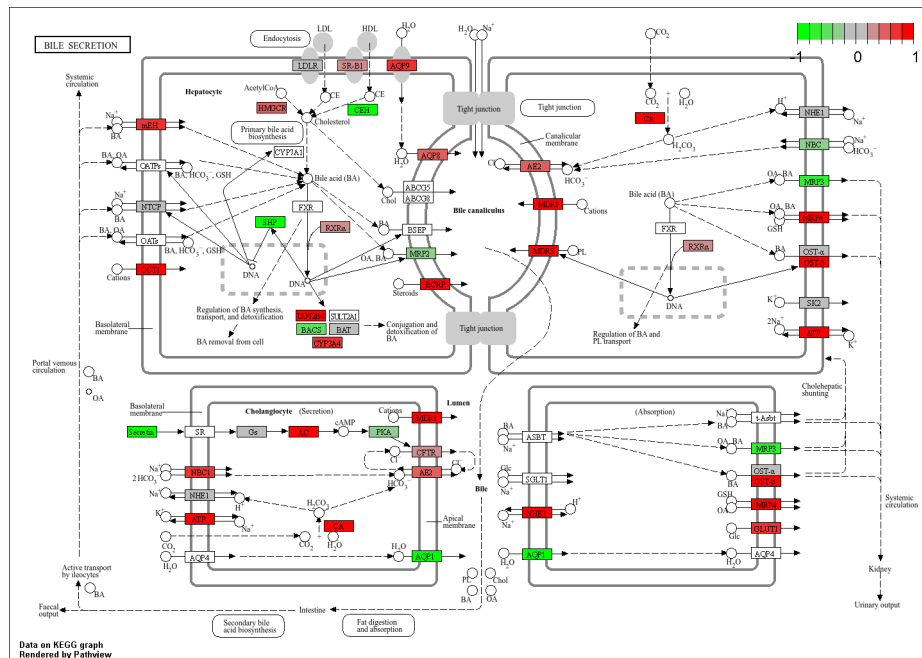 BILE SECRETION
-1 0 1
Endocytosis
LDL
HDL
H2O
H2O
Na+
CO2
LDLR
SR-B1
AQP9
Systemic circulation
Hepatocyte
AcetylCoA
CE
CE
HMGCR
CEH
Cholesterol
Tight junction
Tight junction
CO2
+
H2O
CA
H2CO3
H+
NHE1
Na+
Na+
mEH
BA
Primary bile acid biosynthesis
CYP7A1
H2O
AQP8
Canalicular membrane
Cl-
AE2
HCO3-
NBC
Na+
HCO3-
BA, OA
OATPs
BA, HCO3-, GSH
Bile acid (BA)
Chol
ABCG5
ABCG8
Bile canaliculus
MDR1
Cations
Bile acid (BA)
OA, BA
MRP3
Na+
NTCP
BA
SHP
FXR
RXRα
BA
BSEP
FXR
RXRα
OA, BA
MRP4
GSH
BA, OA
OATs
BA, HCO3-, GSH
OA, BA
MRP2
MDR3
PL
BA
OST-α
OST-β
Cations
OCT1
DNA
DNA
Steroids
BCRP
DNA
K+
SK2
Regulation of BA synthesis, transport, and detoxification
BA removal from cell
UGT2B4
SULT2A1
BACS
BAT
CYP3A4
Conjugation and detoxification of BA
Tight junction
Regulation of BA and PL transport
2Na+
ATP
K+
Basolateral membrane
Portal venous circulation
BA
OA
Cholehepatic shunting
Basolateral membrane
Cholangiocyte (Secretion)
Lumen
Cations
MDR1
(Absorption)
Secretin
SR
Gs
AC
cAMP
PKA
Cl-
CFTR
BA
Na+
ASBT
Na+
BA
t-Asbt
OA, BA
MRP3
Na+
2HCO3-
NBC1
HCO3-
AE2
Cl-
Glc
Na+
SGLT1
BA
OST-α
OST-β
Na+
NHE1
H+
H2CO3
Bile
GSH
OA
MRP4
K+
ATP
Na+
CA
CO2
+
H2O
Apical membrane
NHE3
H+
Na+
GLUT1
Glc
Systemic circulation
CO2
AQP4
H2O
H2O
AQP1
AQP1
H2O
AQP4
H2O
Active transport by ileocytes
BA
PL
Chol
BA
OA
Kidney
Faecal output
Intestine
Urinary output
Secondary bile acid biosynthesis
Fat digestion and absorption
Data on KEGG graph
Rendered by Pathview